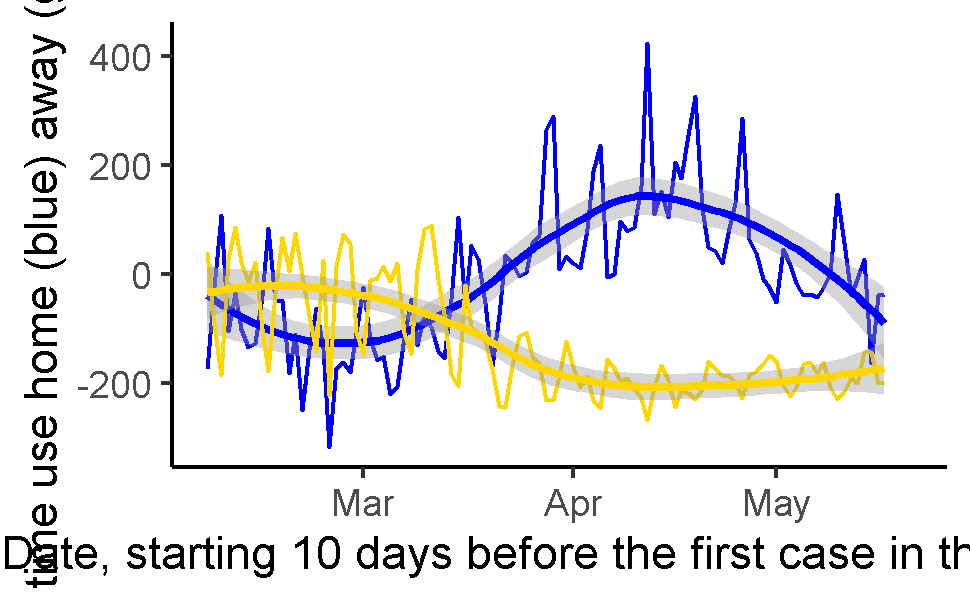 time use home (blue) away (
400
200
0
-200
Mar Apr May
Date, starting 10 days before the first case in th